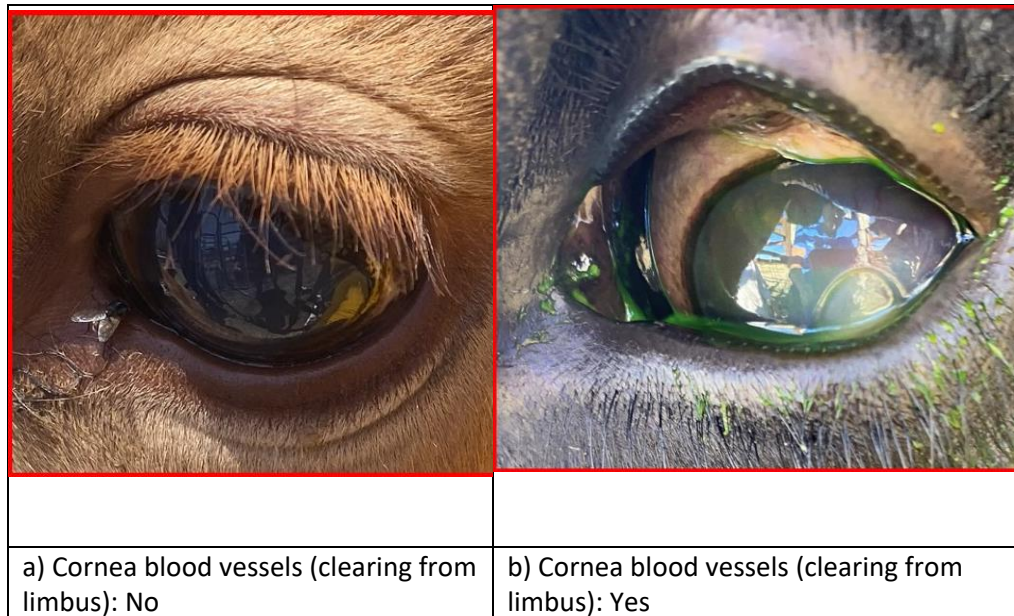 a) Cornea blood vessels (clearing from
limbus): No
b) Cornea blood vessels (clearing from
limbus): Yes